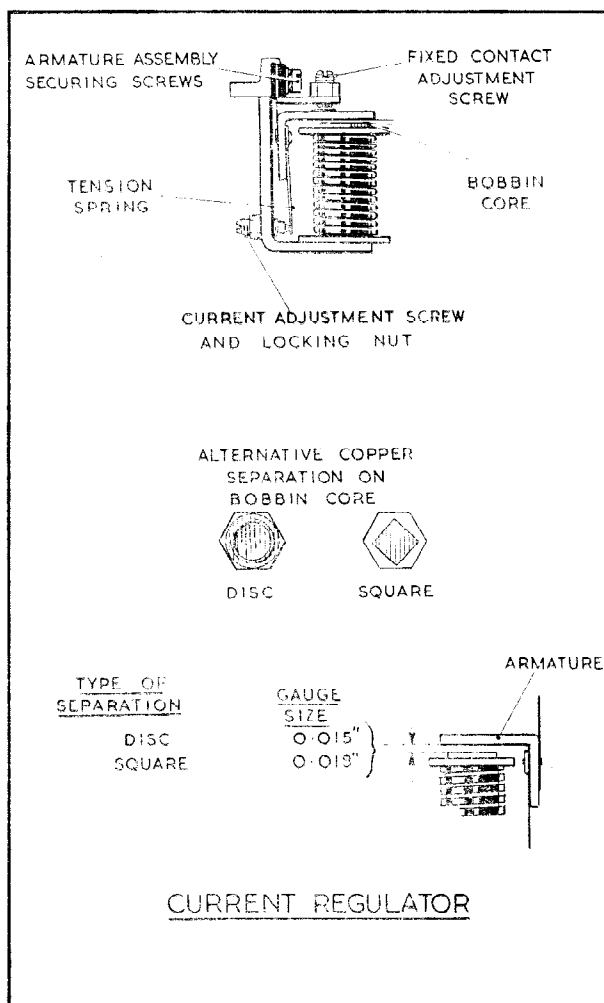 ARMATURE ASSEMBLY
SECURING SCREWS
FIXED CONTACT
ADJUSTMENT
SCREW
TENSION
SPRING
BOBBIN
CORE
CURRENT ADJUSTMENT SCREW
AND LOCKING NUT
ALTERNATIVE COPPER
SEPARATION ON
BOBBIN CORE
DISC
SQUARE
ARMATURE
TYPE OF
SEPARATION
GAUGE
SIZE
DISC 0·015"
SQUARE 0·018"
CURRENT REGULATOR